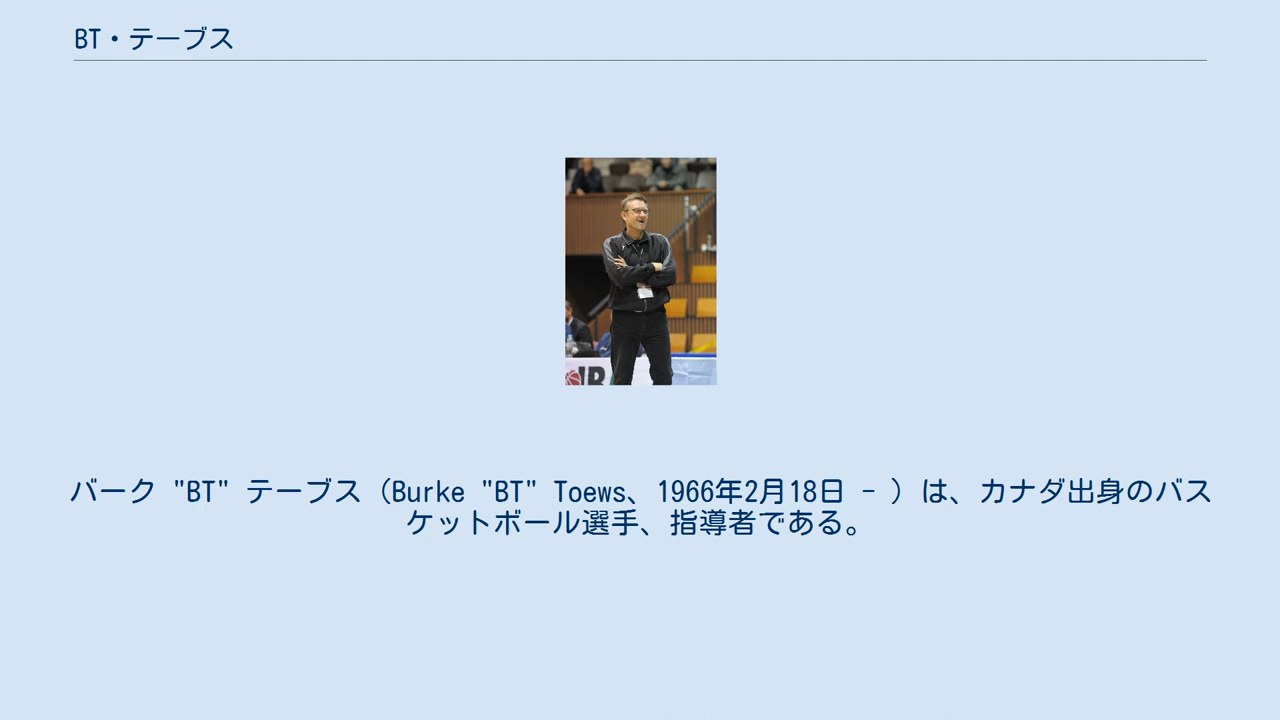 BT・テーブス
バーク "BT" テーブス（Burke "BT" Toews、1966年2月18日 - ）は、カナダ出身のバス
ケットボール選手、指導者である。